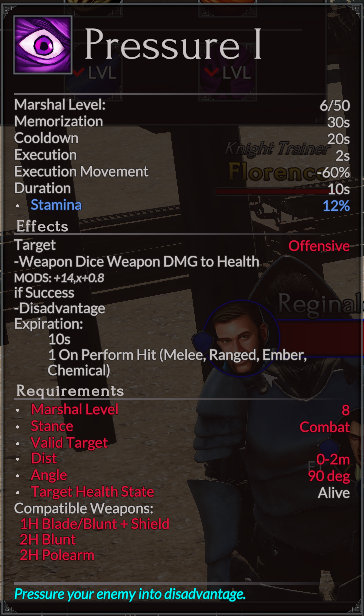 Pressure I
LVL
LVL
Marshal Level: 6/50
Memorization 30s
Cooldown 20s
Execution 2s
Execution Movement -60%
Duration 10s
• Stamina 12%
Knight Trainer
Florenc
Effects
Target Offensive
-Weapon Dice Weapon DMG to Health
MODS: +14,x+0.8
if Success
-Disadvantage
Reginal
Expiration:
10s
1 On Perform Hit (Melee, Ranged, Ember,
Chemical)
Requirements
• Marshal Level 8
• Stance Combat
• Valid Target
• Dist 0-2m
• Angle 90 deg
• Target Health State Alive
Compatible Weapons:
1H Blade/Blunt + Shield
2H Blunt
2H Polearm
Pressure your enemy into disadvantage.